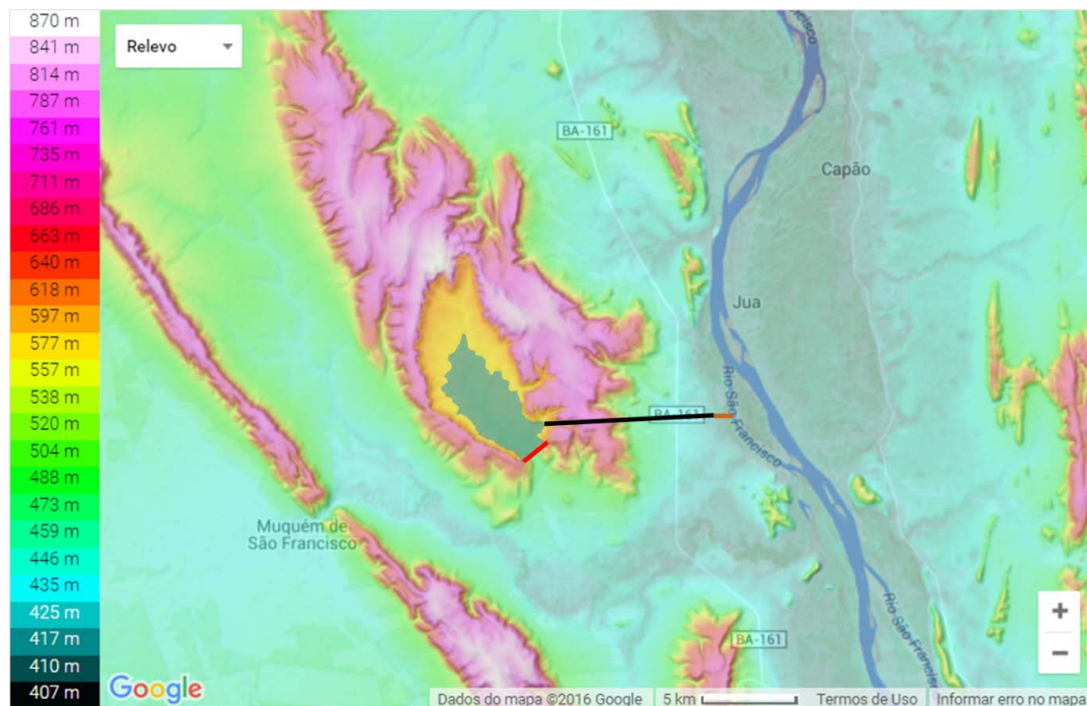 870 m
841 m
814 m
787 m
761 m
735 m
711 m
686 m
663 m
640 m
618 m
597 m
577 m
557 m
538 m
520 m
504 m
488 m
473 m
459 m
446 m
435 m
425 m
417 m
410 m
407 m
Relevo
São Francisco
BA-161
Capão
Jua
BA-161
Rio São Francisco
Muquém de
São Francisco
Rio São Francisco
BA-161
+
−
Google
Dados do mapa ©2016 Google
5 km
Termos de Uso
Informar erro no mapa